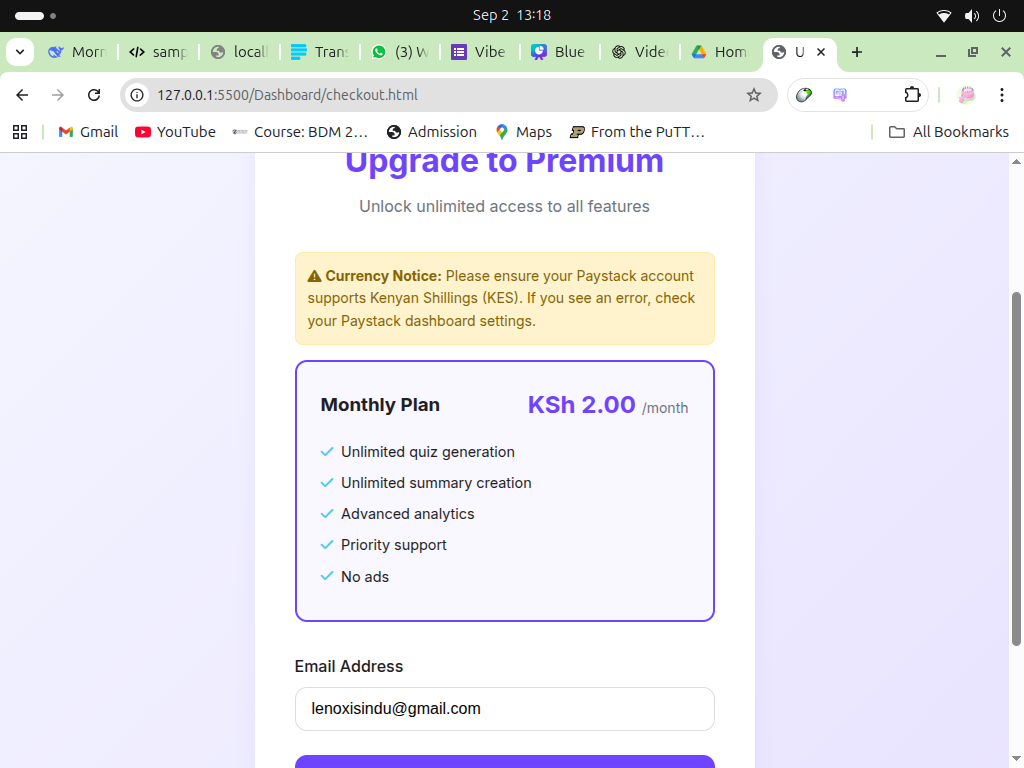 Sep 2 13:18
Morn
samp
locall
Trans
(3) W
Vibe
Blue
Vide
Hom
U
127.0.0.1:5500/Dashboard/checkout.html
Gmail
YouTube
Course: BDM 2...
Admission
Maps
From the PuTT...
All Bookmarks
Upgrade to Premium
Unlock unlimited access to all features
Currency Notice: Please ensure your Paystack account
supports Kenyan Shillings (KES). If you see an error, check
your Paystack dashboard settings.
Monthly Plan
KSh 2.00 /month
Unlimited quiz generation
Unlimited summary creation
Advanced analytics
Priority support
No ads
Email Address
lenoxisindu@gmail.com